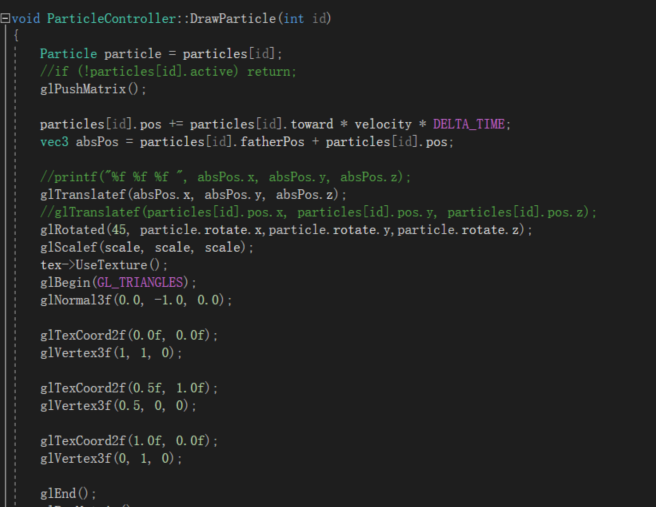 void ParticleController::DrawParticle(int id)
{
Particle particle = particles[id];
//if (!particles[id].active) return;
glPushMatrix();
particles[id].pos += particles[id].toward * velocity * DELTA_TIME;
vec3 absPos = particles[id].fatherPos + particles[id].pos;
//printf("%f %f %f ", absPos.x, absPos.y, absPos.z);
glTranslatef(absPos.x, absPos.y, absPos.z);
//glTranslatef(particles[id].pos.x, particles[id].pos.y, particles[id].pos.z);
glRotated(45, particle.rotate.x,particle.rotate.y,particle.rotate.z);
glScalef(scale, scale, scale);
tex->UseTexture();
glBegin(GL_TRIANGLES);
glNormal3f(0.0, -1.0, 0.0);
glTexCoord2f(0.0f, 0.0f);
glVertex3f(1, 1, 0);
glTexCoord2f(0.5f, 1.0f);
glVertex3f(0.5, 0, 0);
glTexCoord2f(1.0f, 0.0f);
glVertex3f(0, 1, 0);
glEnd();